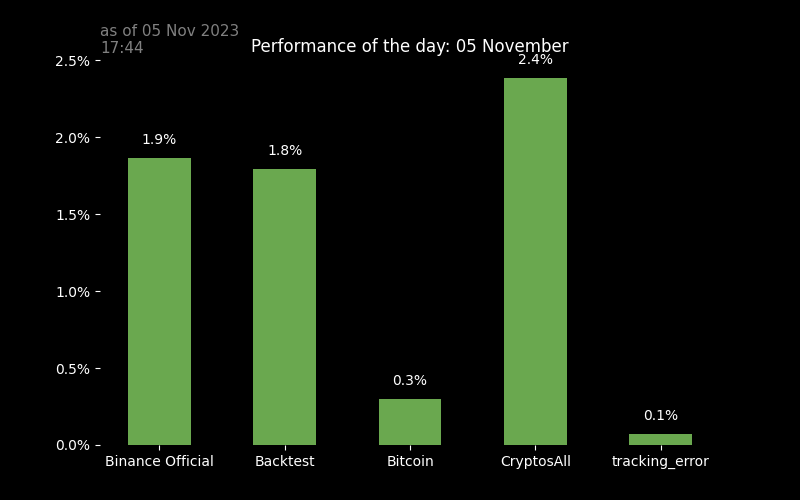 as of 05 Nov 2023
17:44
Performance of the day: 05 November
2.5%
2.0%
1.5%
1.0%
0.5%
0.0%
1.9%
1.8%
0.3%
2.4%
0.1%
Binance Official
Backtest
Bitcoin
CryptosAll
tracking_error